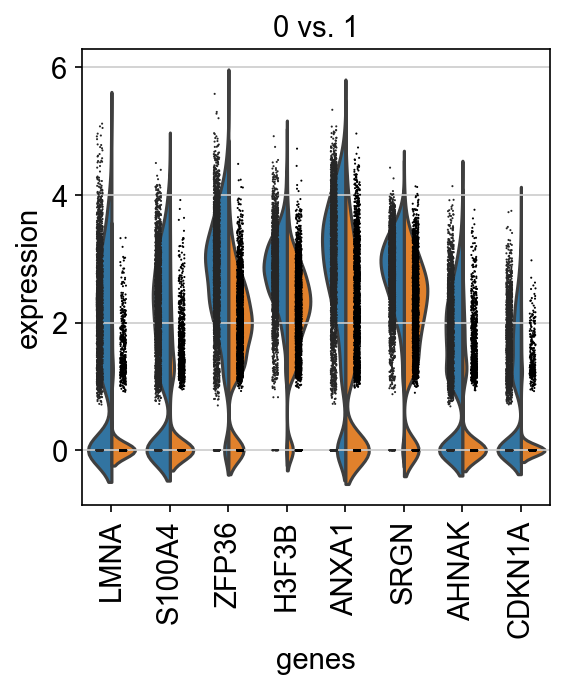 0 vs. 1
6
4
2
0
expression
LMNA
S100A4
ZFP36
H3F3B
ANXA1
SRGN
AHNAK
CDKN1A
genes